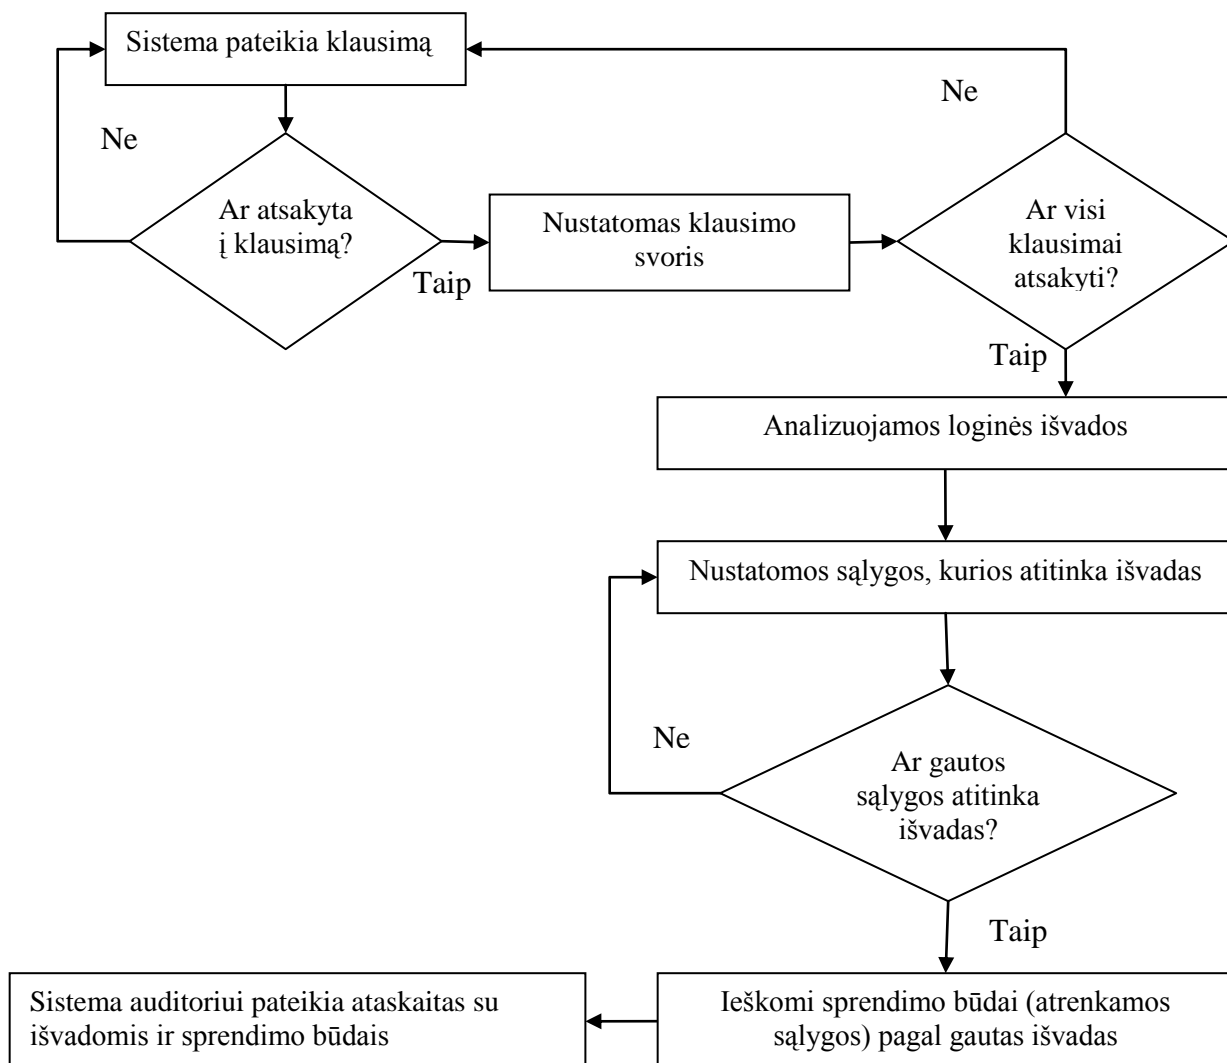 Sistema pateikia klausimą
Ne
Ne
Ar atsakyta
į klausimą?
Taip
Nustatomas klausimo
svoris
Ar visi
klausimai
atsakyti?
Taip
Analizuojamos loginės išvados
Nustatomos sąlygos, kurios atitinka išvadas
Ne
Ar gautos
sąlygos atitinka
išvadas?
Taip
Ieškomi sprendimo būdai (atrenkamos
sąlygos) pagal gautas išvadas
Sistema auditoriui pateikia ataskaitas su
išvadomis ir sprendimo būdais